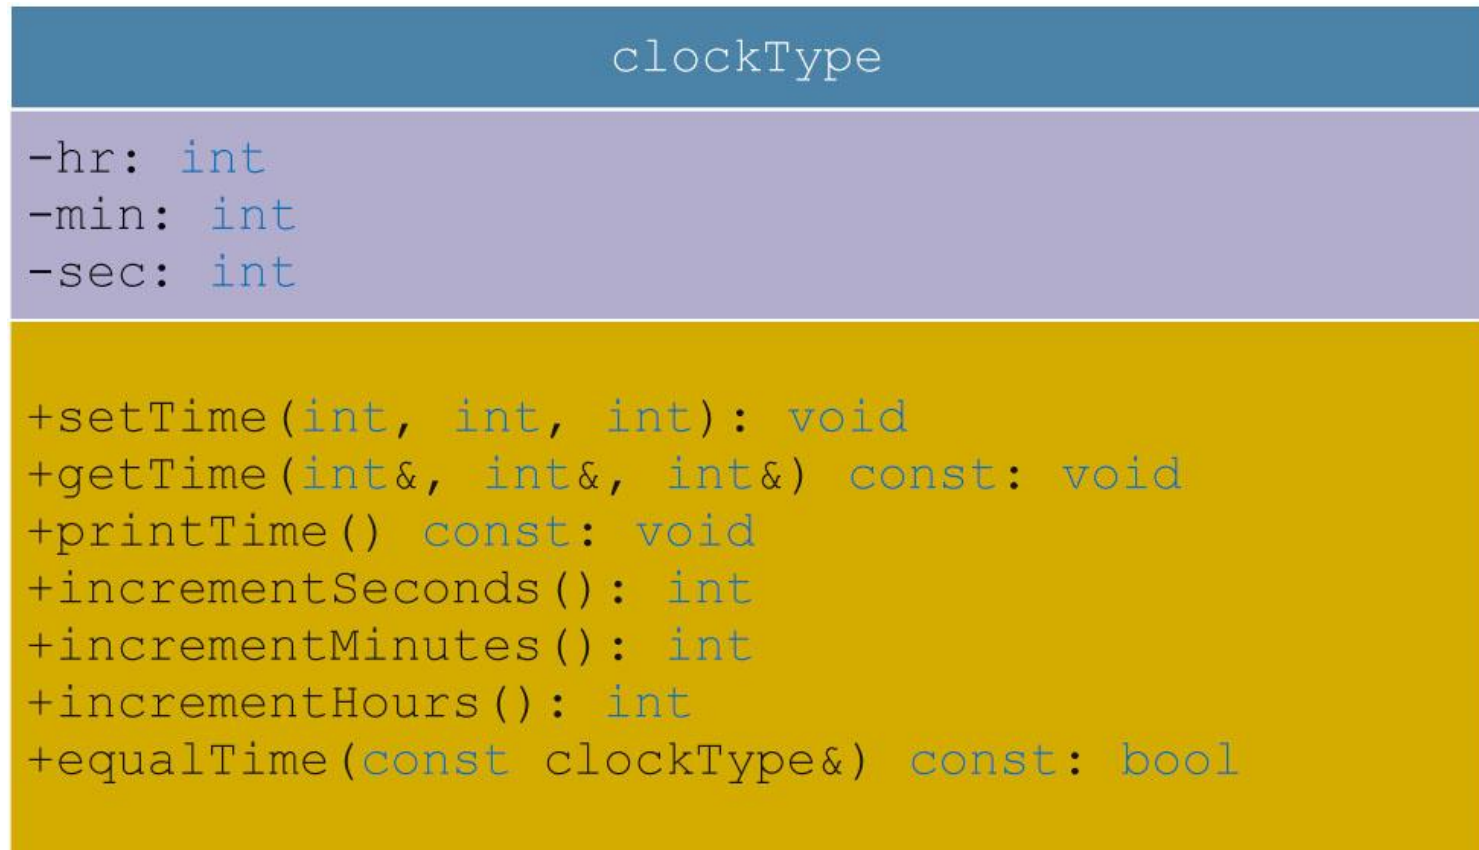 clockType
-hr: int
-min: int
-sec: int
+setTime(int, int, int): void
+getTime(int&, int&, int&) const: void
+printTime() const: void
+incrementSeconds(): int
+incrementMinutes(): int
+incrementHours(): int
+equalTime(const clockType&) const: bool